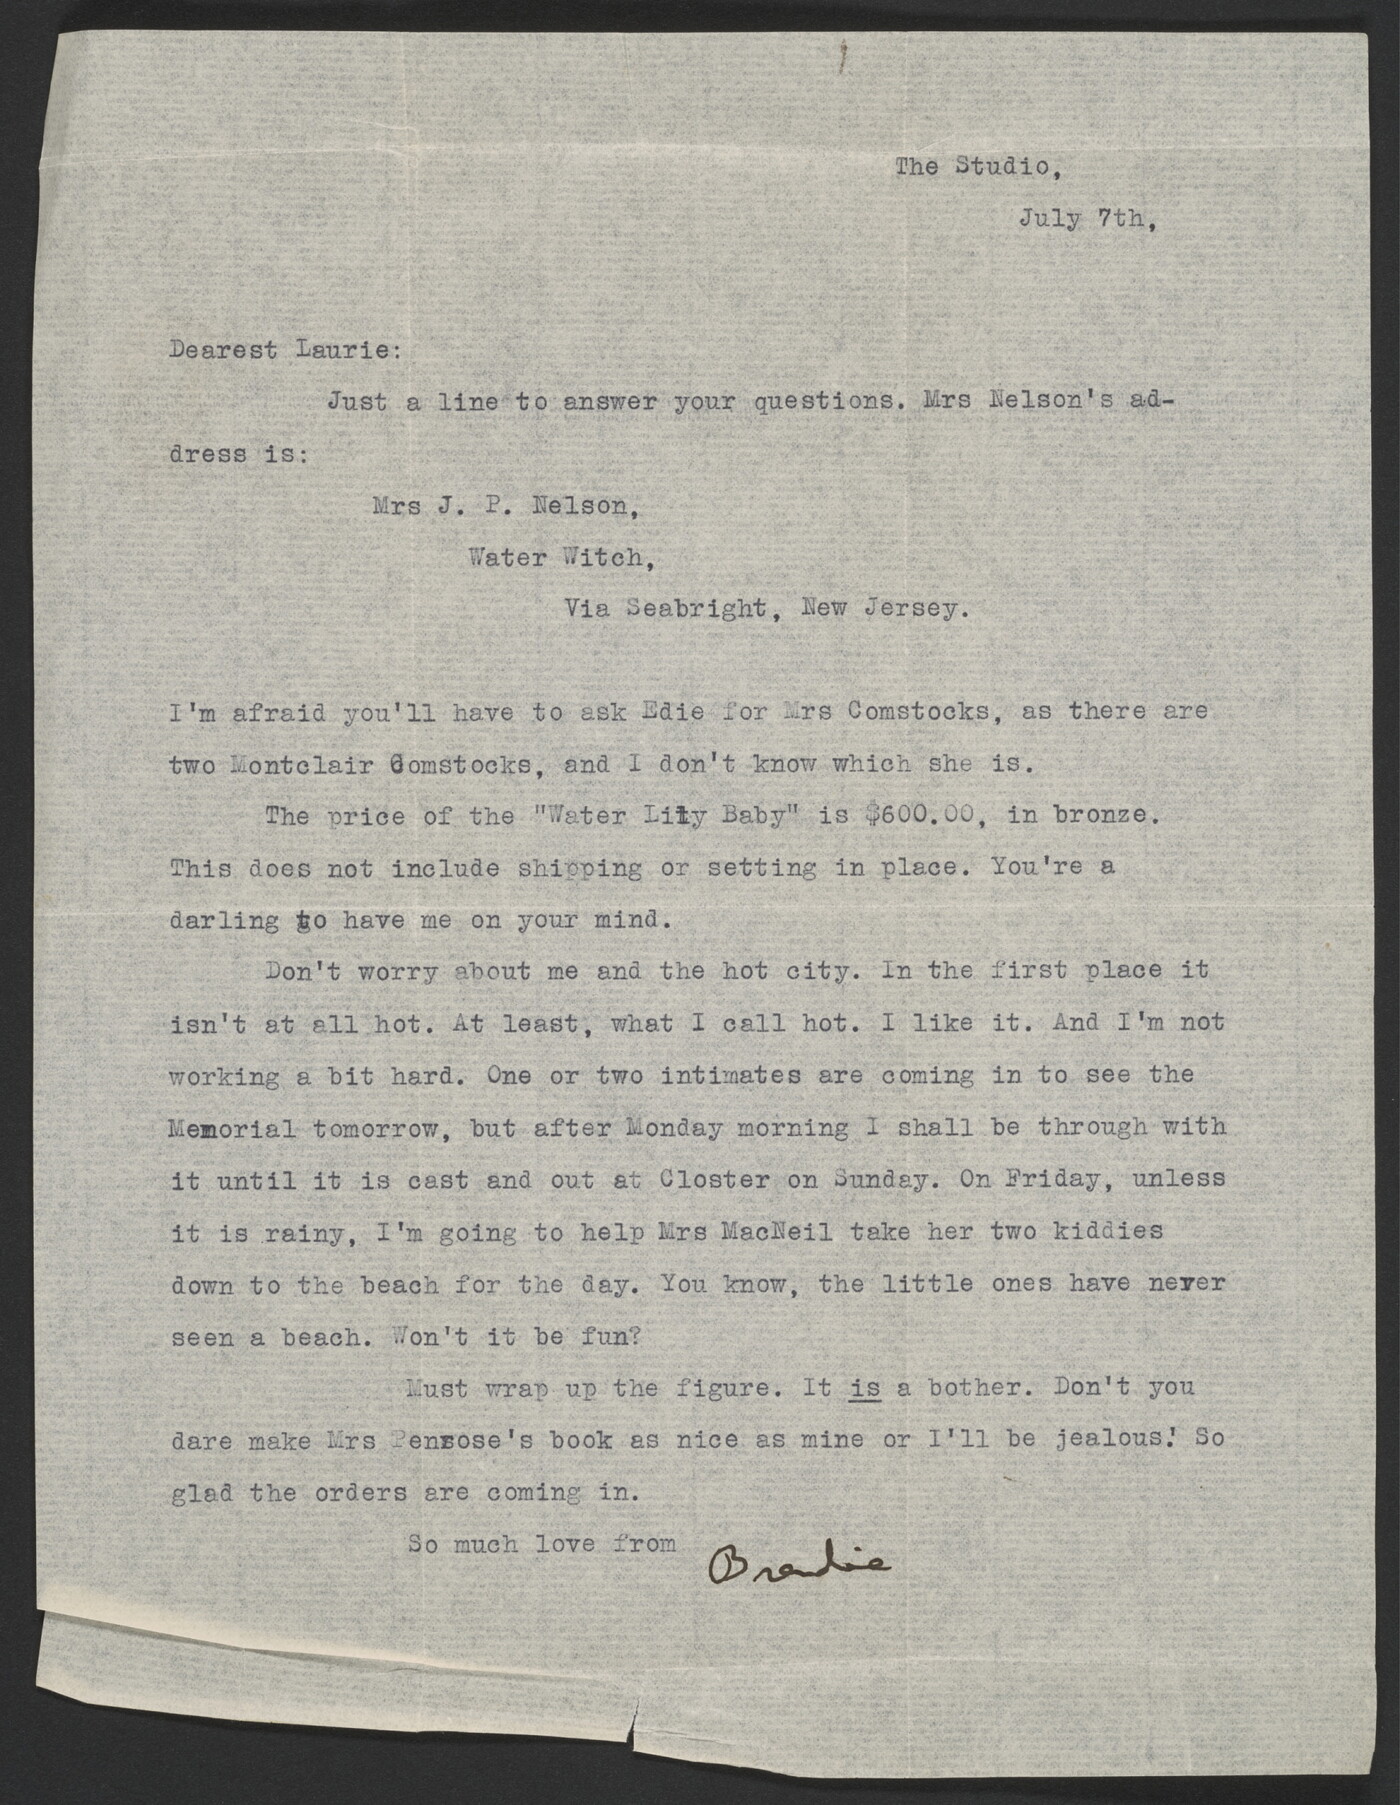 The Studio,
July 7th,
Dearest Laurie:
Just a line to answer your questions. Mrs Nelson's ad-
dress is:
Mrs J. P. Nelson,
Water Witch,
Via Seabright, New Jersey.
I'm afraid you'll have to ask Edie for Mrs Comstocks, as there are
two Montclair Comstocks, and I don't know which she is.
The price of the "Water Lily Baby" is $600.00, in bronze.
This does not include shipping or setting in place. You're a
darling to have me on your mind.
Don't worry about me and the hot city. In the first place it
isn't at all hot. At least, what I call hot. I like it. And I'm not
working a bit hard. One or two intimates are coming in to see the
Memorial tomorrow, but after Monday morning I shall be through with
it until it is cast and out at Closter on Sunday. On Friday, unless
it is rainy, I'm going to help Mrs MacNeil take her two kiddies
down to the beach for the day. You know, the little ones have never
seen a beach. Won't it be fun?
Must wrap up the figure. It is a bother. Don't you
dare make Mrs Penrose's book as nice as mine or I'll be jealous! So
glad the orders are coming in.
So much love from Brendie